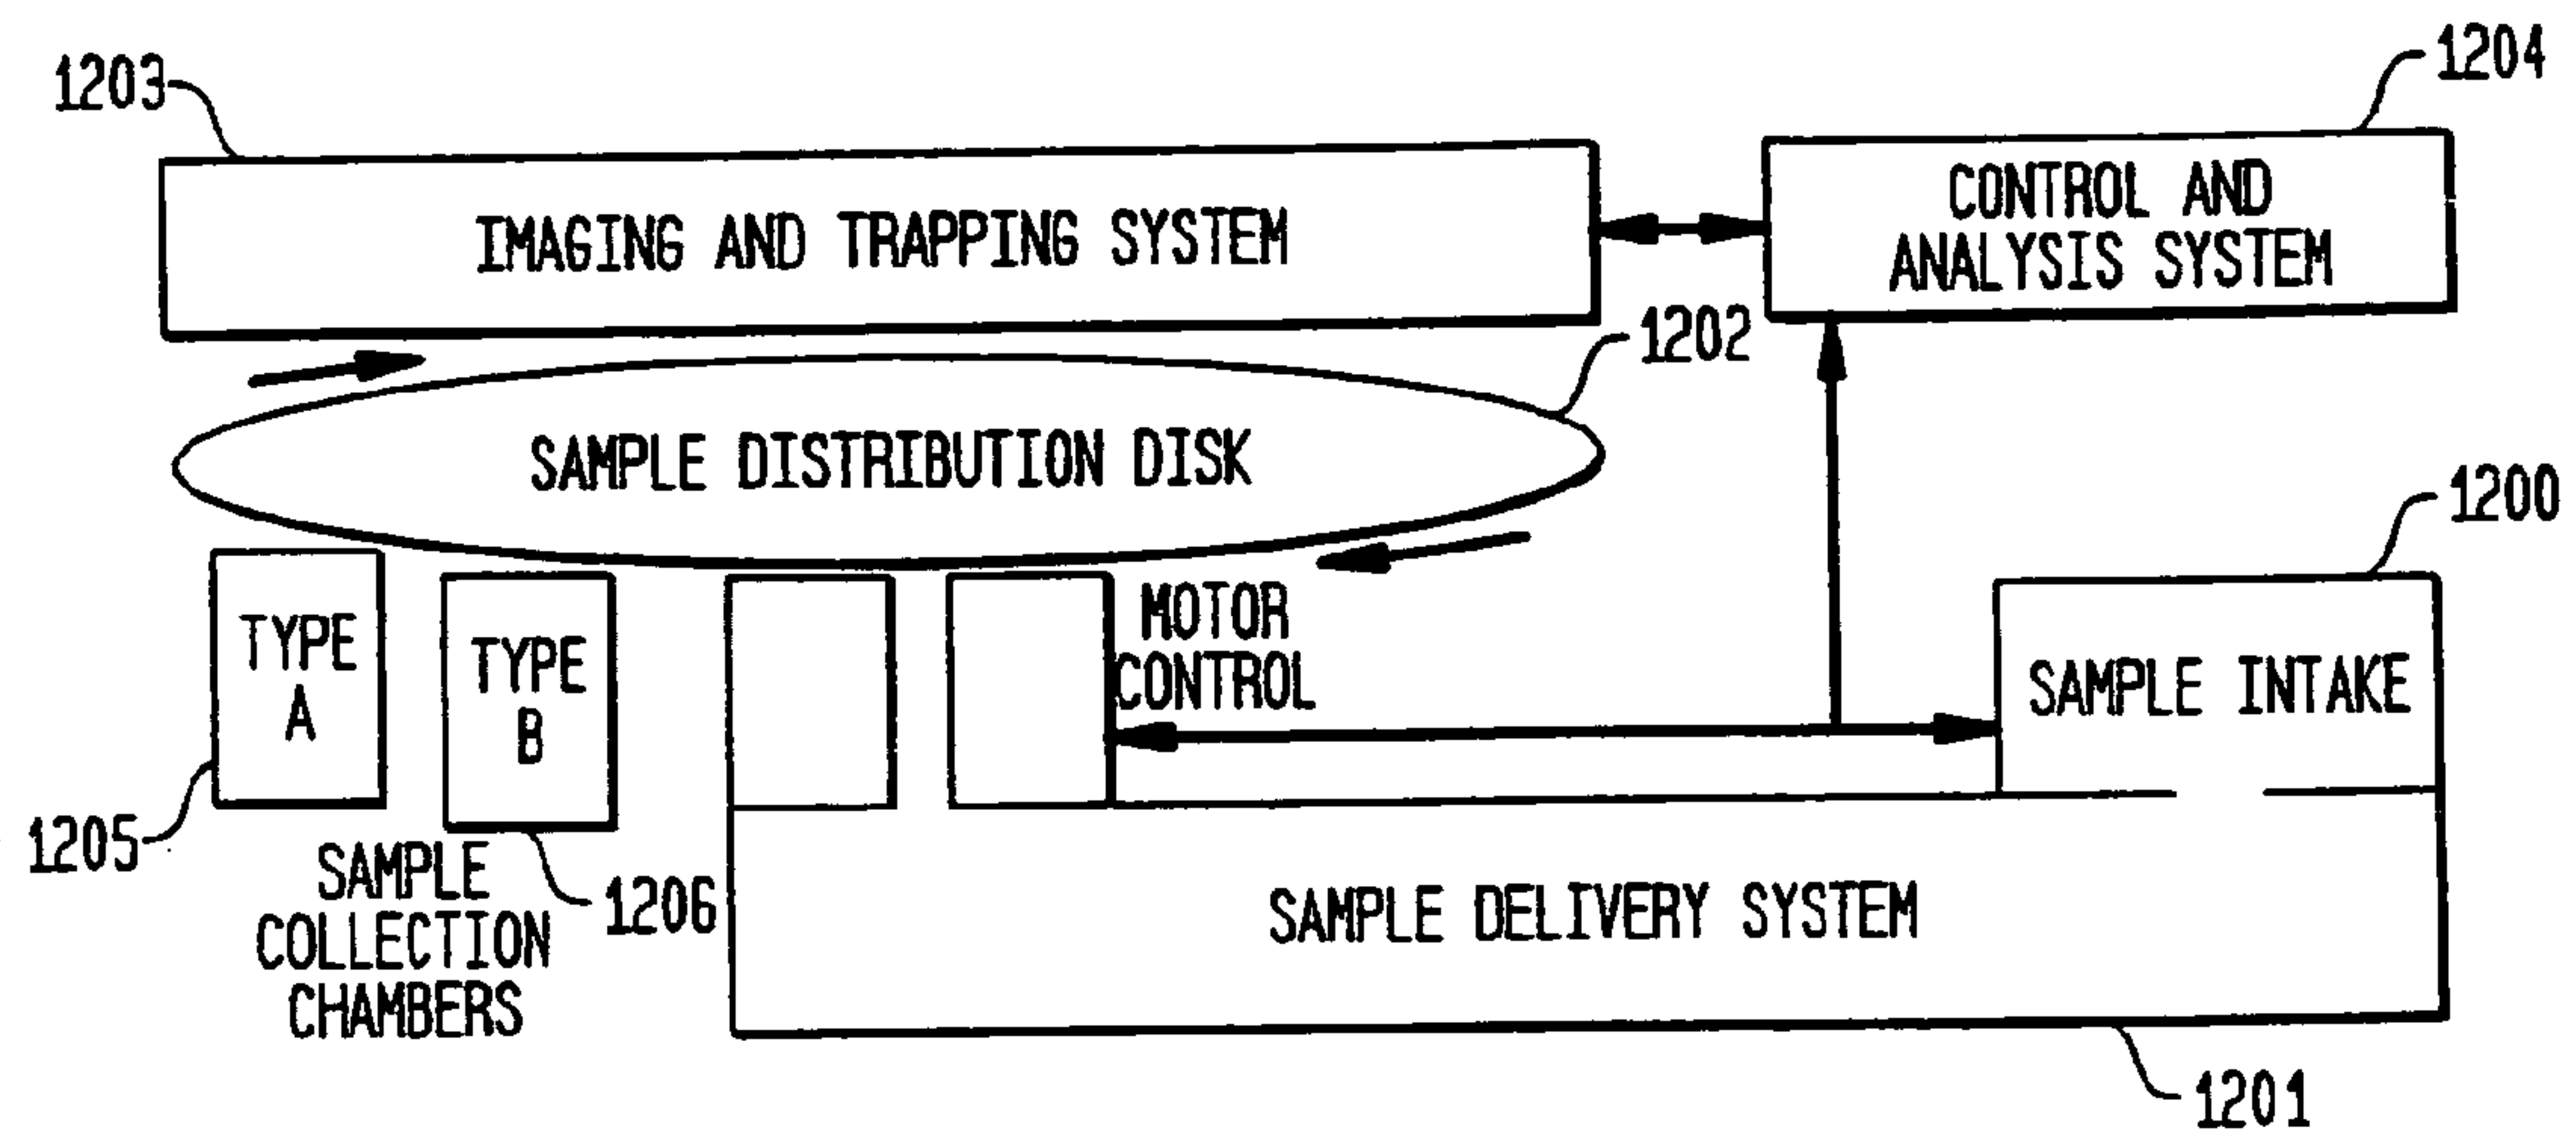 1203
1204
IMAGING AND TRAPPING SYSTEM
CONTROL AND
ANALYSIS SYSTEM
1202
SAMPLE DISTRIBUTION DISK
1200
TYPE
A
TYPE
B
MOTOR
CONTROL
SAMPLE INTAKE
1205
1206
SAMPLE
COLLECTION
CHAMBERS
SAMPLE DELIVERY SYSTEM
1201